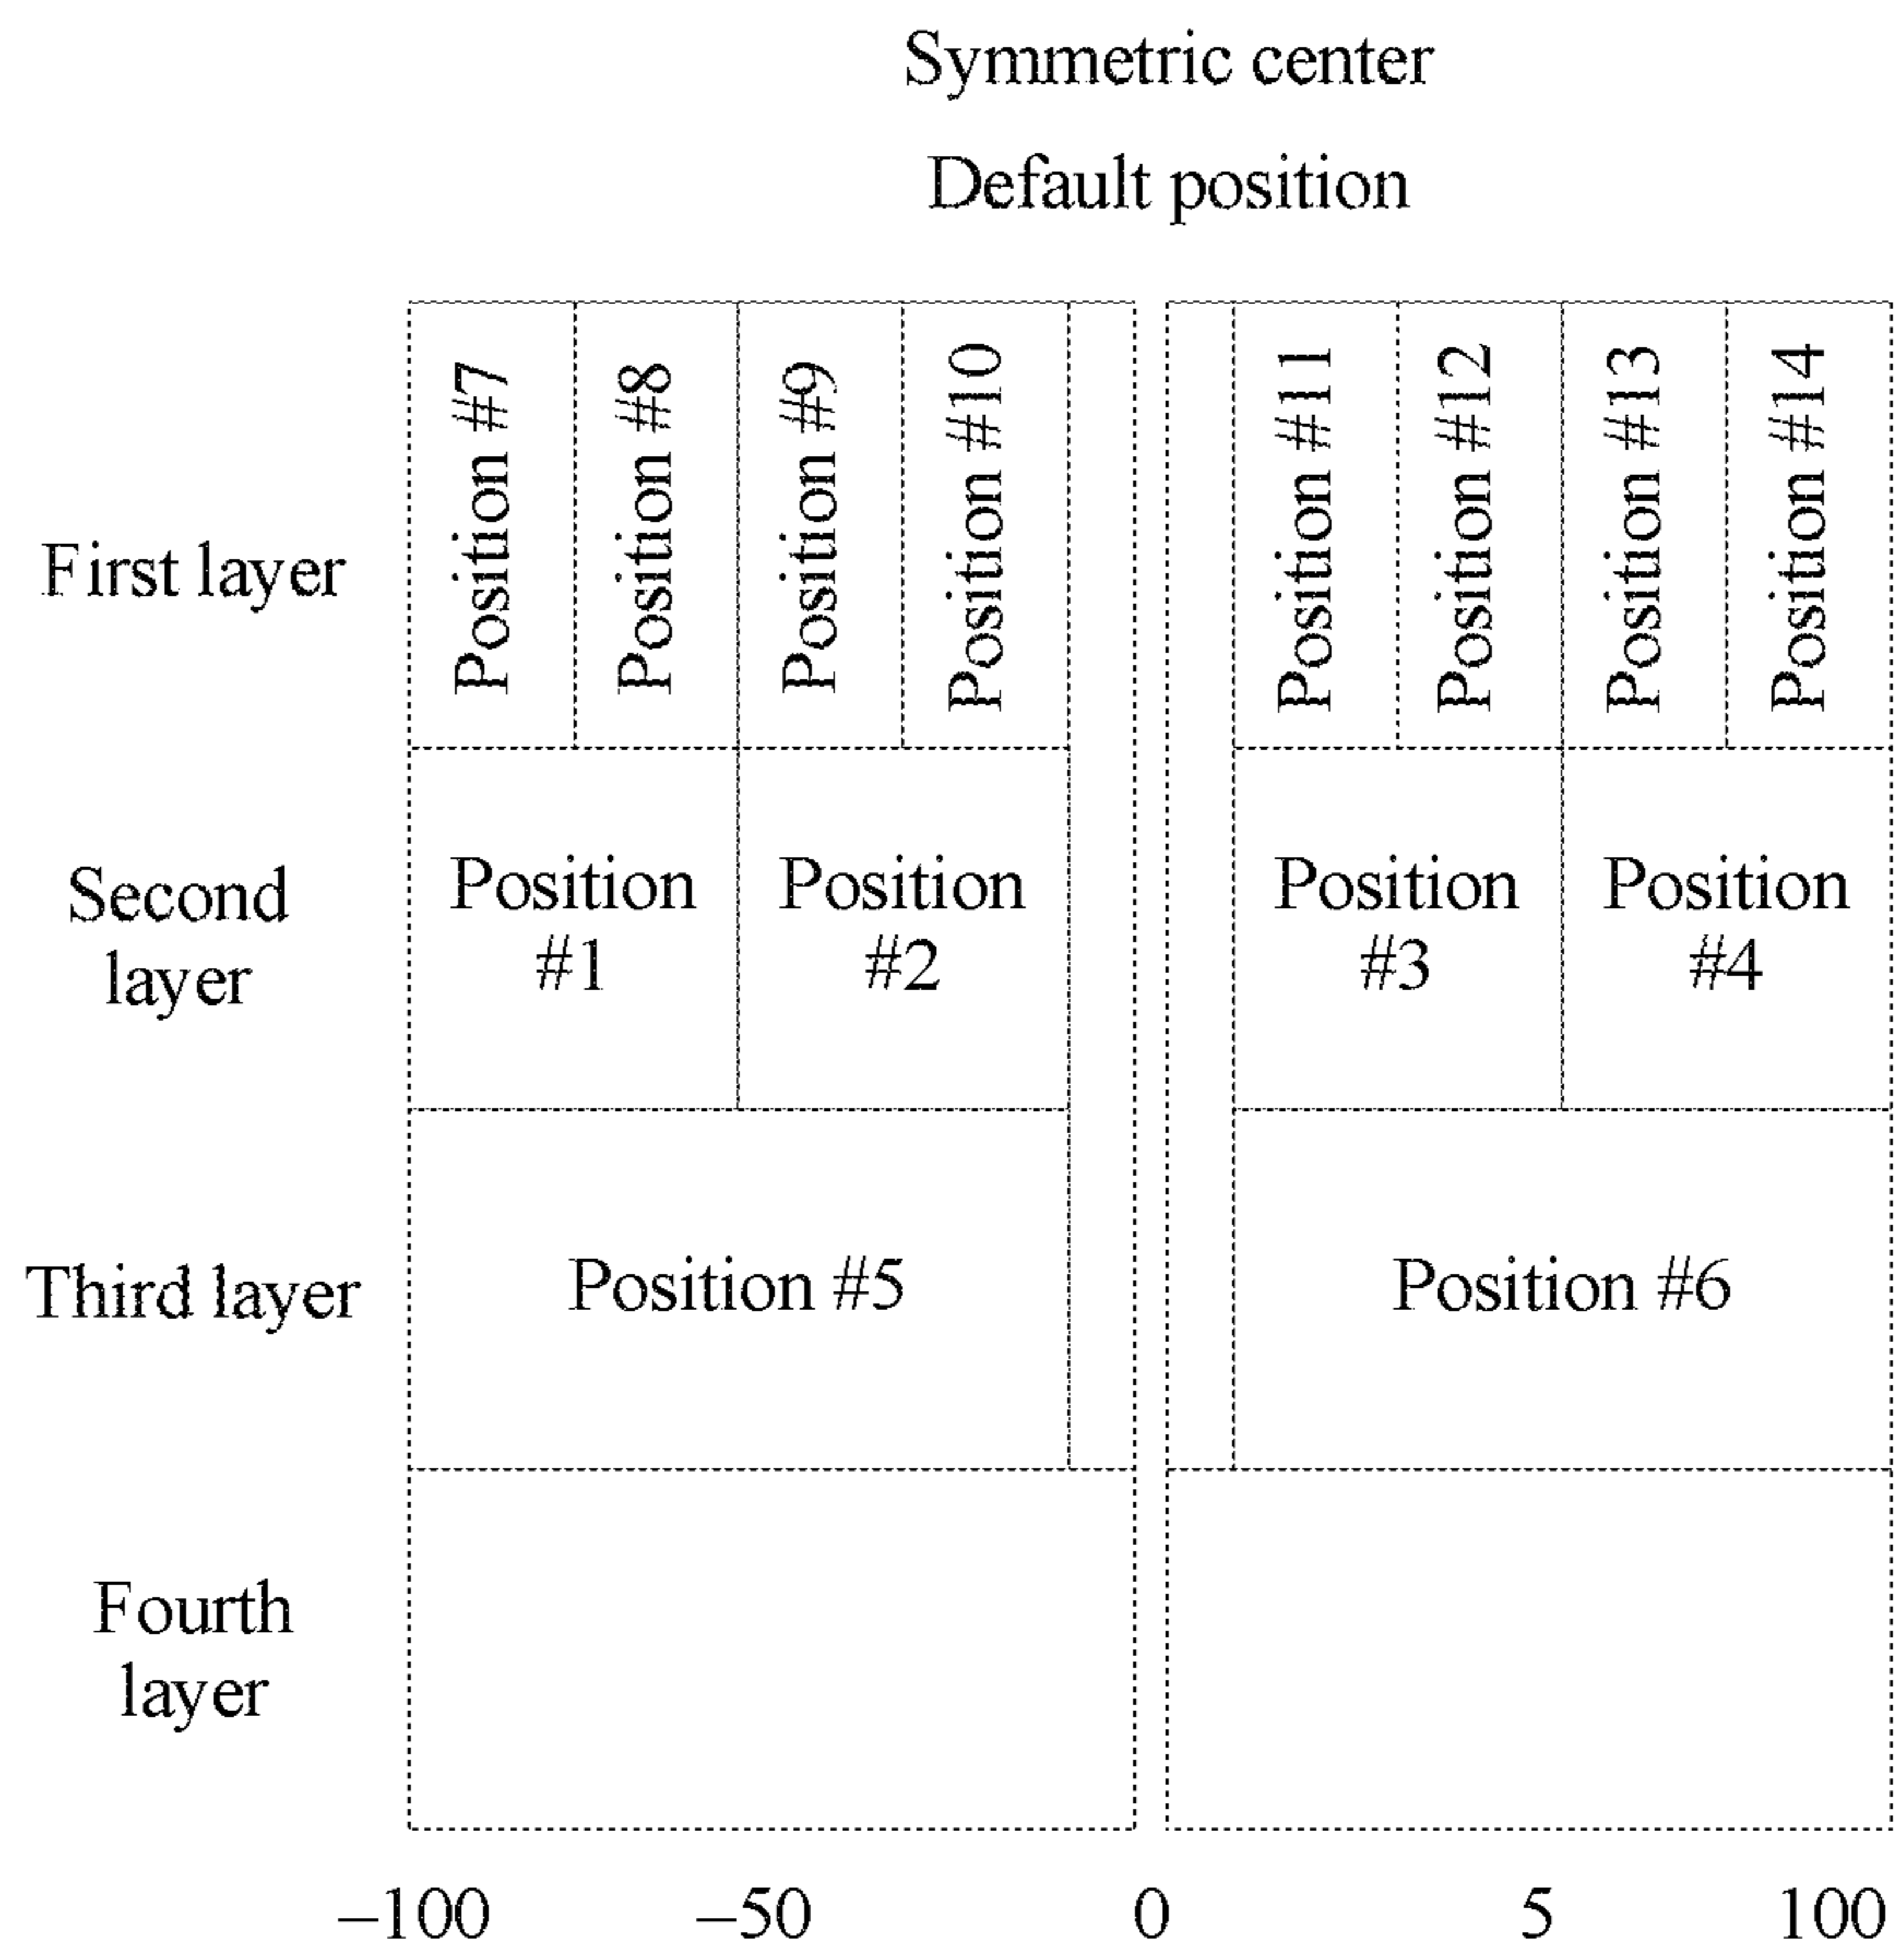 Symmetric center
Default position
First layer
Position #7
Position #8
Position #9
Position #10
Position #11
Position #12
Position #13
Position #14
Second
layer
Position
#1
Position
#2
Position
#3
Position
#4
Third layer
Position #5
Position #6
Fourth
layer
–100
–50
0
5
100